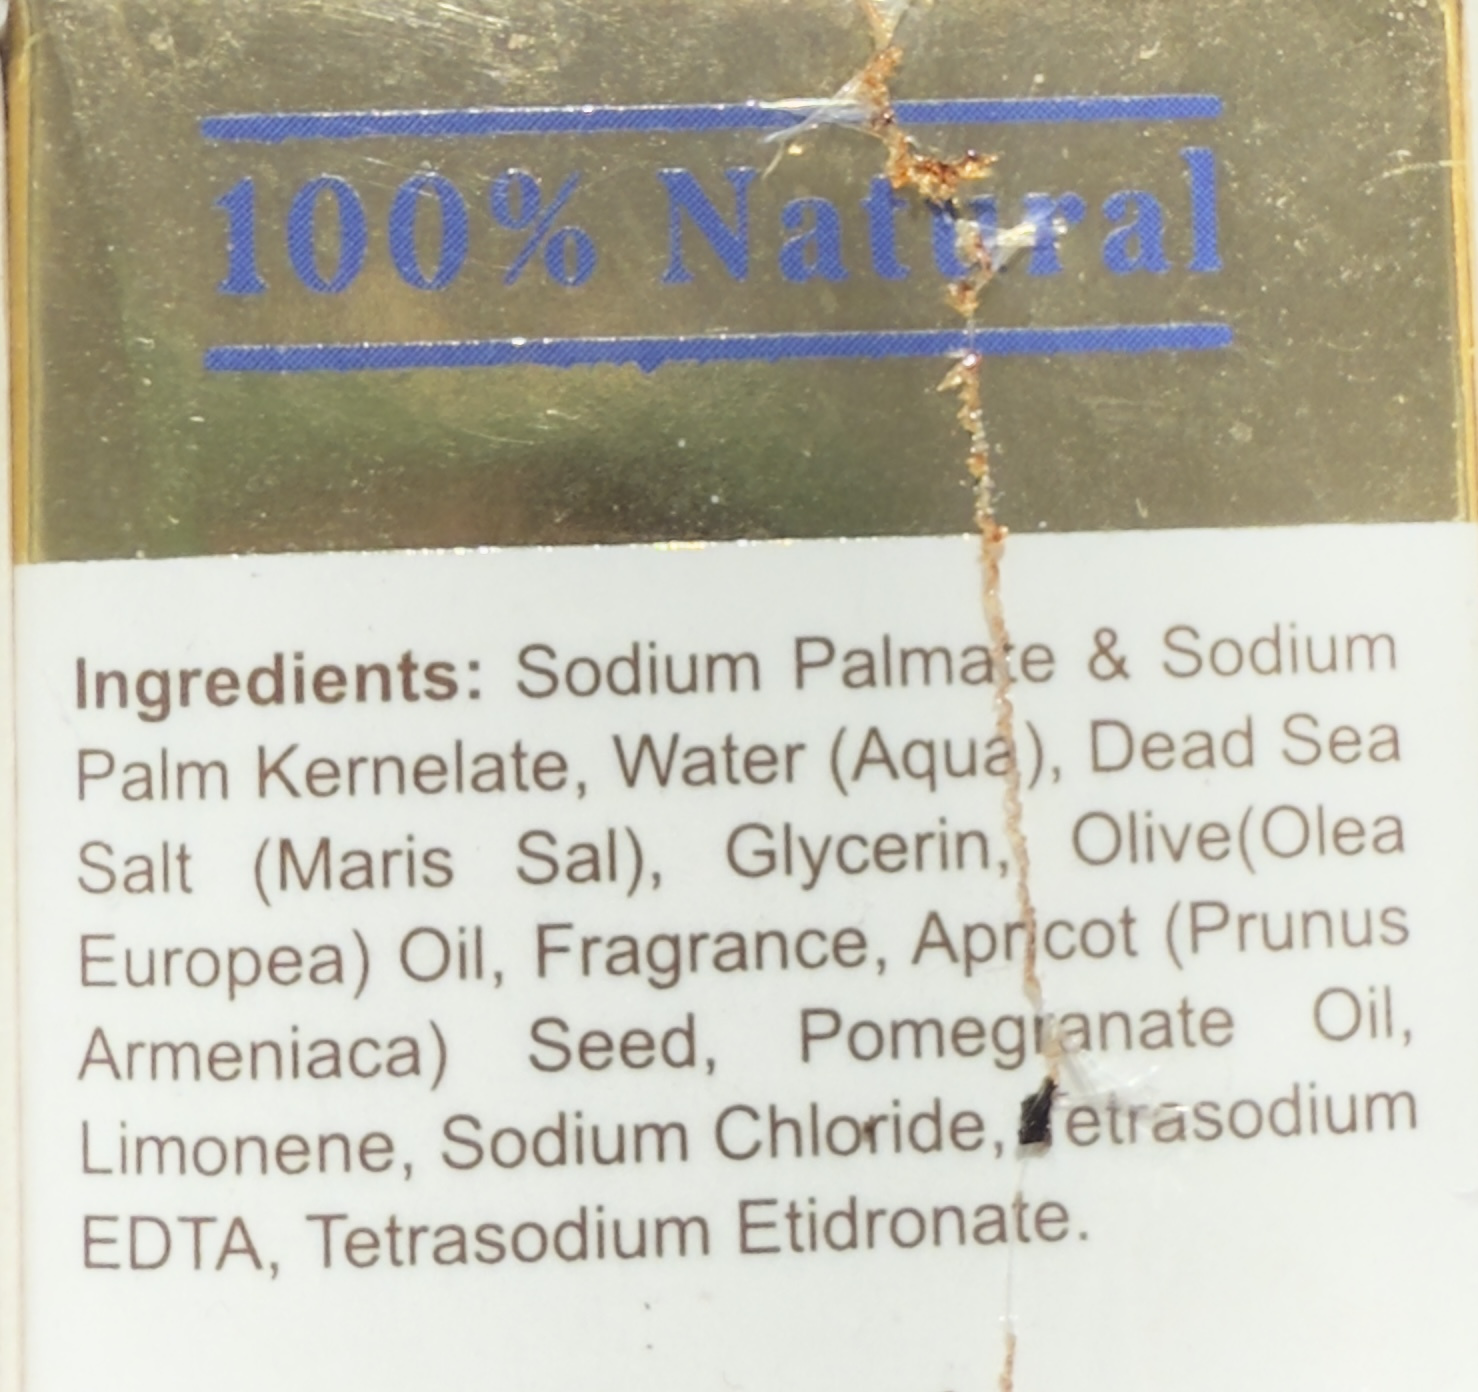 100% Natural
Ingredients: Sodium Palmate & Sodium
Palm Kernelate, Water (Aqua), Dead Sea
Salt (Maris Sal), Glycerin, Olive(Olea
Europea) Oil, Fragrance, Apricot (Prunus
Armeniaca) Seed, Pomegranate Oil,
Limonene, Sodium Chloride, Tetrasodium
EDTA, Tetrasodium Etidronate.